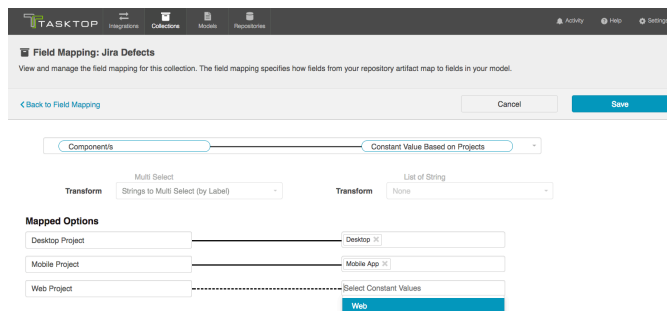 TASKTOP
Integrations Collections Models Repositories
Activity Help Settings
Field Mapping: Jira Defects
View and manage the field mapping for this collection. The field mapping specifies how fields from your repository artifact map to fields in your model.
Back to Field Mapping Cancel Save
Component/s Constant Value Based on Projects
Multi Select List of String
Transform Strings to Multi Select (by Label) Transform None
Mapped Options
Desktop Project Desktop
Mobile Project Mobile App
Web Project Select Constant Values
Web